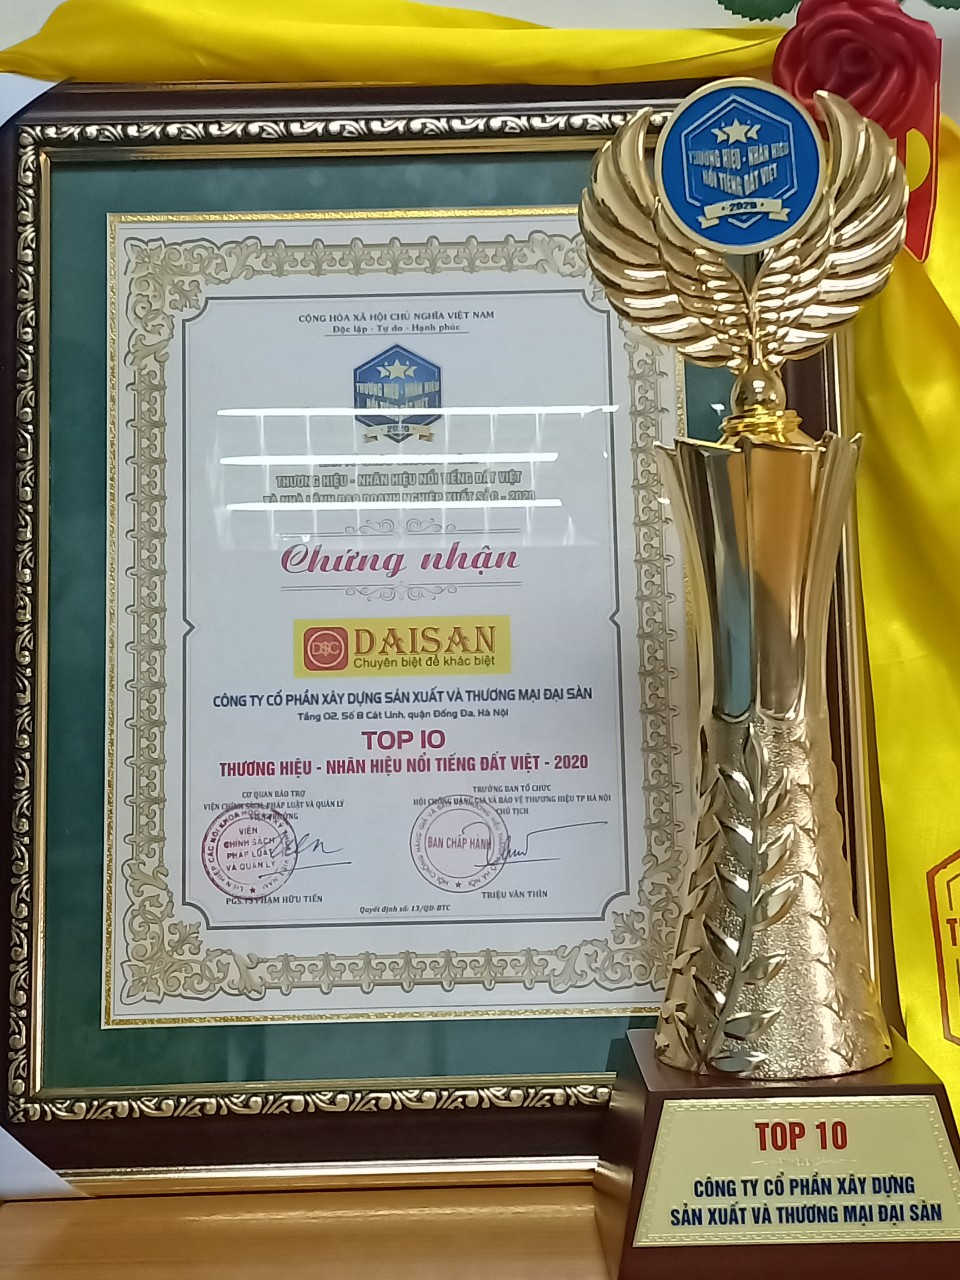 CỘNG HÒA XÃ HỘI CHỦ NGHĨA VIỆT NAM
Độc lập - Tự do - Hạnh phúc
THƯƠNG HIỆU - NHÃN HIỆU
NỔI TIẾNG ĐẤT VIỆT
2020
THƯƠNG HIỆU - NHÃN HIỆU NỔI TIẾNG ĐẤT VIỆT
VÀ NHÀ LÃNH ĐẠO DOANH NGHIỆP XUẤT SẮC - 2020
Chứng nhận
DSC DAISAN
Chuyên biệt để khác biệt
CÔNG TY CỔ PHẦN XÂY DỰNG SẢN XUẤT VÀ THƯƠNG MẠI ĐẠI SÀN
Tầng 02, Số 8 Cát Linh, quận Đống Đa, Hà Nội
TOP 10
THƯƠNG HIỆU - NHÃN HIỆU NỔI TIẾNG ĐẤT VIỆT - 2020
CƠ QUAN BẢO TRỢ
VIỆN CHÍNH SÁCH, PHÁP LUẬT VÀ QUẢN LÝ
VIỆN
CHÍNH SÁCH
PHÁP LUẬT
VÀ QUẢN LÝ
PGS.TS PHẠM HỮU TIẾN
TRƯỞNG BAN TỔ CHỨC
HỘI CHỐNG HÀNG GIẢ VÀ BẢO VỆ THƯƠNG HIỆU TP HÀ NỘI
CHỦ TỊCH
BAN CHẤP HÀNH
TRIỆU VĂN THÌN
Quyết định số: 13/QĐ-BTC
THƯƠNG HIỆU - NHÃN HIỆU
NỔI TIẾNG ĐẤT VIỆT
2020
TOP 10
CÔNG TY CỔ PHẦN XÂY DỰNG
SẢN XUẤT VÀ THƯƠNG MẠI ĐẠI SÀN